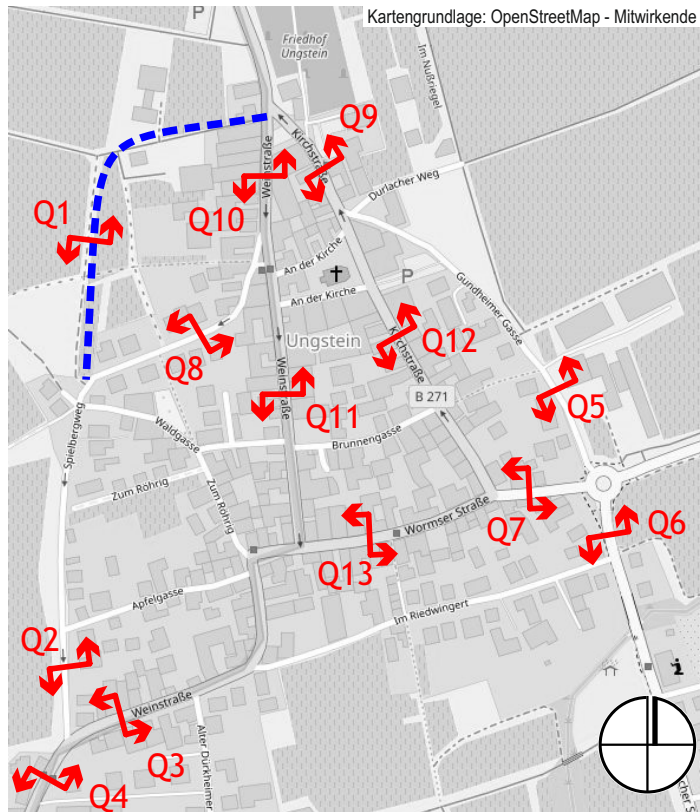 Kartengrundlage: OpenStreetMap - Mitwirkende
P
Friedhof
Ungstein
Im Nußriegel
Q9
Kirchstraße
Weinstraße
Durlacher Weg
Q1
Q10
An der Kirche
P
Gundheimer Gasse
An der Kirche
Ungstein
Q8
Q12
Kirchstraße
Weinstraße
B 271
Q5
Q11
Spielbergweg
Waldgasse
Brunnengasse
Zum Röhrig
Zum Röhrig
Wormser Straße
Q7
Q6
Q13
Apfelgasse
Im Riedwingert
Q2
i
Weinstraße
Q3
Alter Dürkheimer
Q4